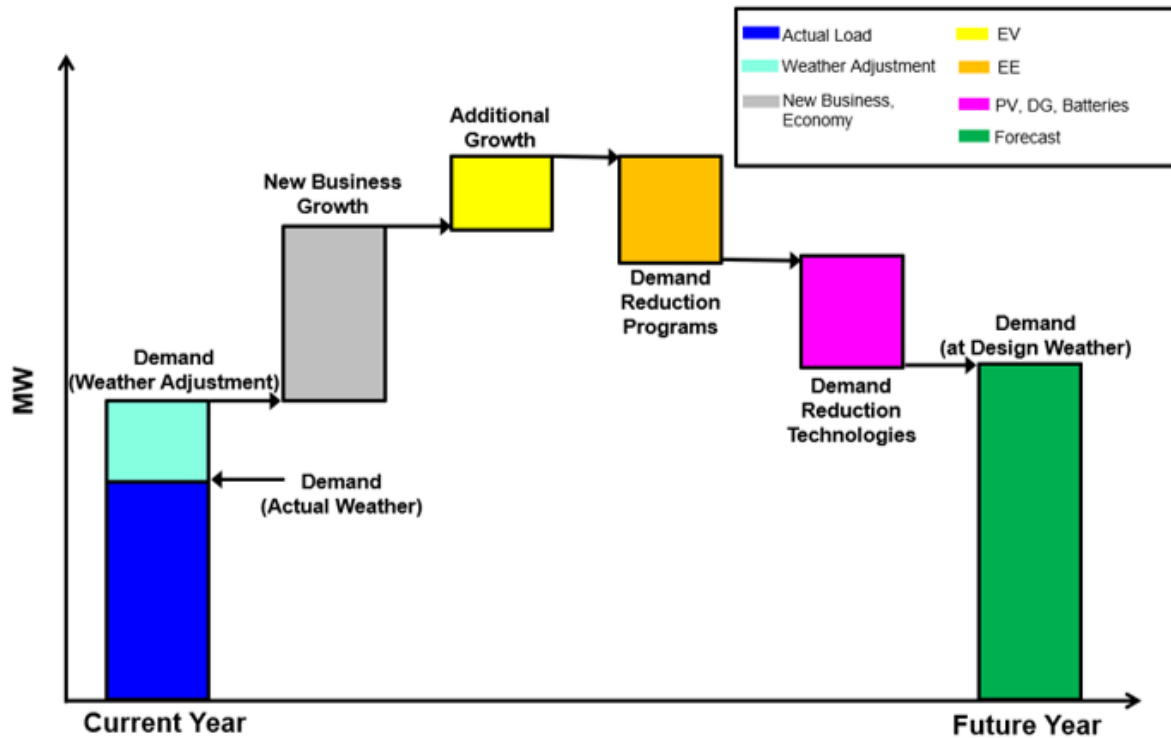 Actual Load
Weather Adjustment
New Business,
Economy
EV
EE
PV, DG, Batteries
Forecast
MW
Additional
Growth
New Business
Growth
Demand
(Weather Adjustment)
Demand
(Actual Weather)
Demand
Reduction
Programs
Demand
Reduction
Technologies
Demand
(at Design Weather)
Current Year
Future Year